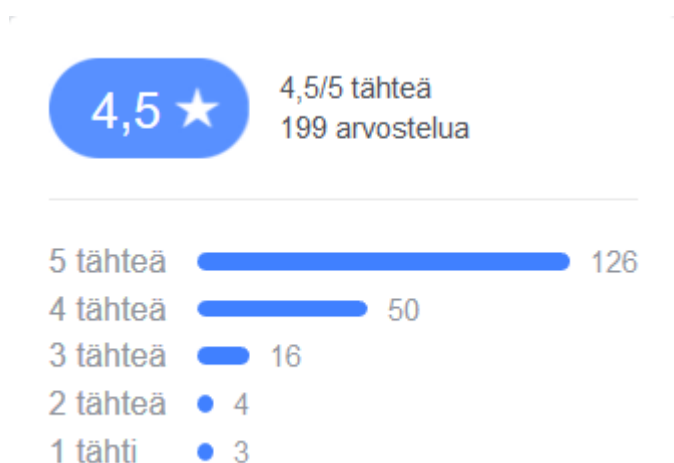 4,5 ★
4,5/5 tähteä
199 arvostelua
5 tähteä 126
4 tähteä 50
3 tähteä 16
2 tähteä 4
1 tähti 3